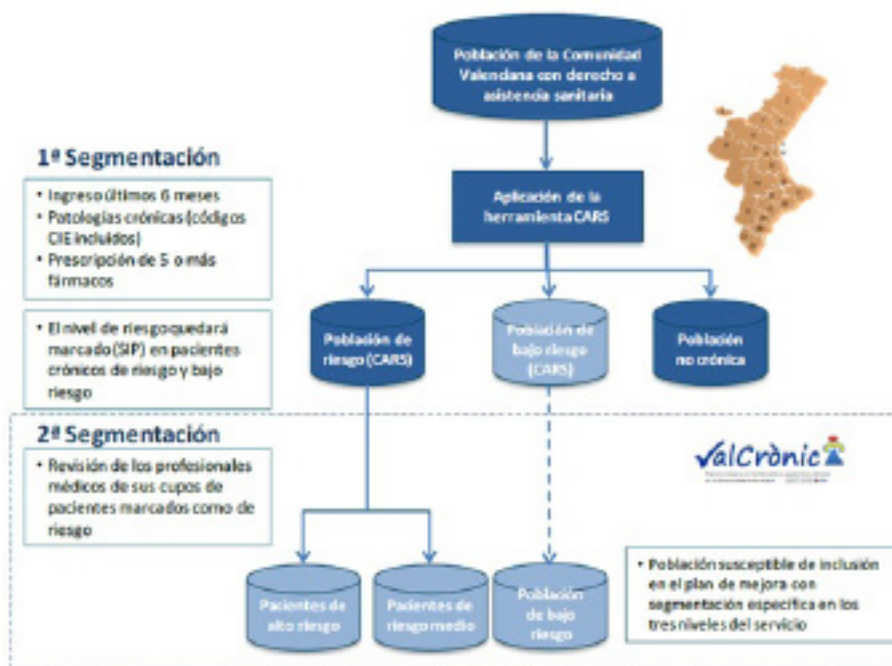 Población de la Comunidad
Valenciana con derecho a
asistencia sanitaria
1ª Segmentación
• Ingreso últimos 6 meses
• Patologías crónicas (códigos
CIE incluidos)
• Prescripción de 5 o más
fármacos
Aplicación de la
herramienta CARS
• El nivel de riesgo quedará
marcado (SIP) en pacientes
crónicos de riesgo y bajo
riesgo
Población de
riesgo (CARS)
Población de
bajo riesgo
(CARS)
Población
no crónica
2ª Segmentación
• Revisión de los profesionales
médicos de sus cupos de
pacientes marcados como de
riesgo
ValCrònic
Pacientes de
alto riesgo
Pacientes de
riesgo medio
Población
de bajo
riesgo
• Población susceptible de inclusión
en el plan de mejora con
segmentación específica en los
tres niveles del servicio